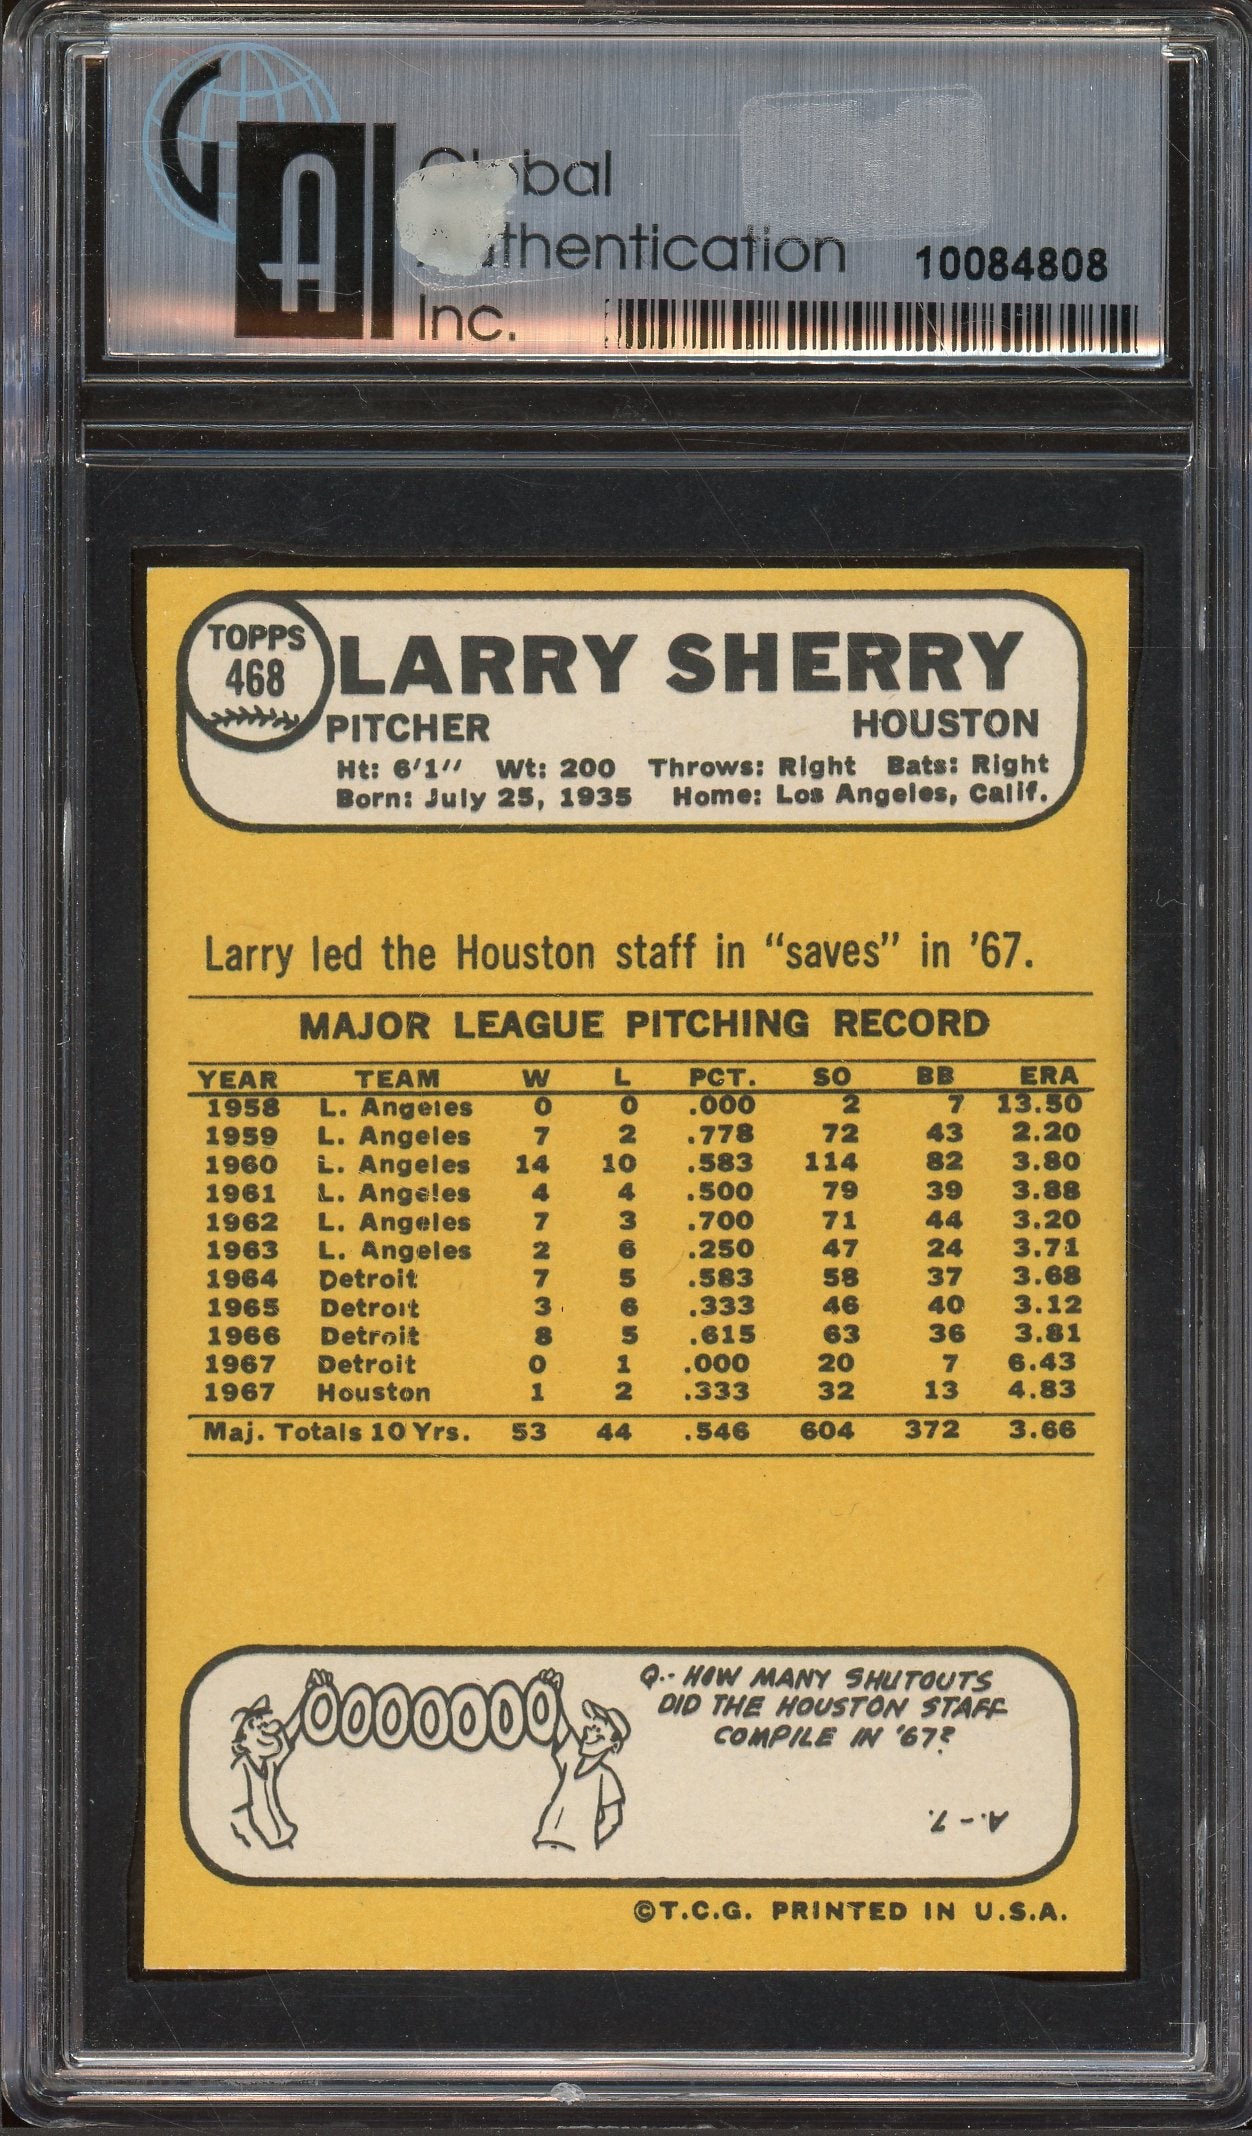 Global
Authentication
Inc.
10084808
TOPPS
468
LARRY SHERRY
PITCHER HOUSTON
Ht: 6'1" Wt: 200 Throws: Right Bats: Right
Born: July 25, 1935 Home: Los Angeles, Calif.
Larry led the Houston staff in "saves" in '67.
MAJOR LEAGUE PITCHING RECORD
YEAR TEAM W L PCT. SO BB ERA
1958 L. Angeles 0 0 .000 2 7 13.50
1959 L. Angeles 7 2 .778 72 43 2.20
1960 L. Angeles 14 10 .583 114 82 3.80
1961 L. Angeles 4 4 .500 79 39 3.88
1962 L. Angeles 7 3 .700 71 44 3.20
1963 L. Angeles 2 6 .250 47 24 3.71
1964 Detroit 7 5 .583 58 37 3.68
1965 Detroit 3 6 .333 46 40 3.12
1966 Detroit 8 5 .615 63 36 3.81
1967 Detroit 0 1 .000 20 7 6.43
1967 Houston 1 2 .333 32 13 4.83
Maj. Totals 10 Yrs. 53 44 .546 604 372 3.66
0000000
Q.- HOW MANY SHUTOUTS
DID THE HOUSTON STAFF
COMPILE IN '67?
A.-7.
©T.C.G. PRINTED IN U.S.A.